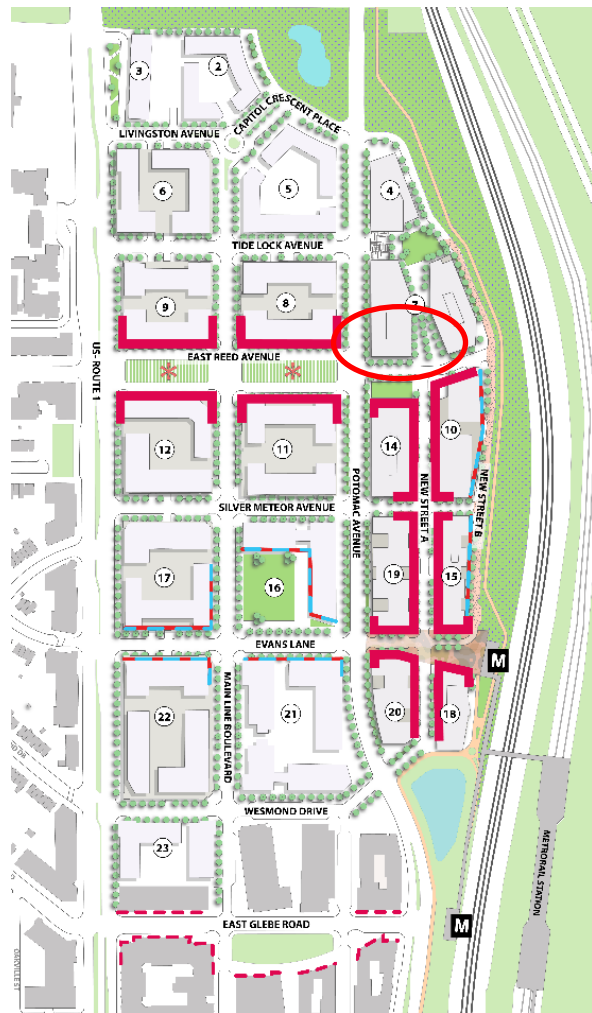 3
2
CAPITOL CRESCENT PLACE
LIVINGSTON AVENUE
6
5
4
TIDE LOCK AVENUE
9
8
7
US- ROUTE 1
EAST REED AVENUE
12
11
14
10
SILVER METEOR AVENUE
POTOMAC AVENUE
NEW STREET A
NEW STREET B
17
16
19
15
EVANS LANE
M
22
MAIN LINE BOULEVARD
21
20
18
WESMOND DRIVE
23
METRORAIL STATION
EAST GLEBE ROAD
M
OAKVILLE ST